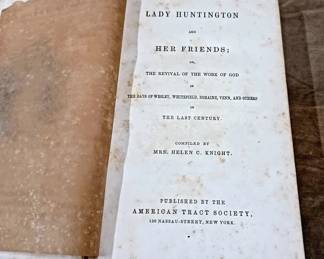 LADY HUNTINGTON
AND
HER FRIENDS;
OR,
THE REVIVAL OF THE WORK OF GOD
IN
THE DAYS OF WESLEY, WHITEFIELD, ROMAINE, VENN, AND OTHERS
IN
THE LAST CENTURY.
COMPILED BY
MRS. HELEN C. KNIGHT.
PUBLISHED BY THE
AMERICAN TRACT SOCIETY,
150 NASSAU-STREET, NEW YORK.